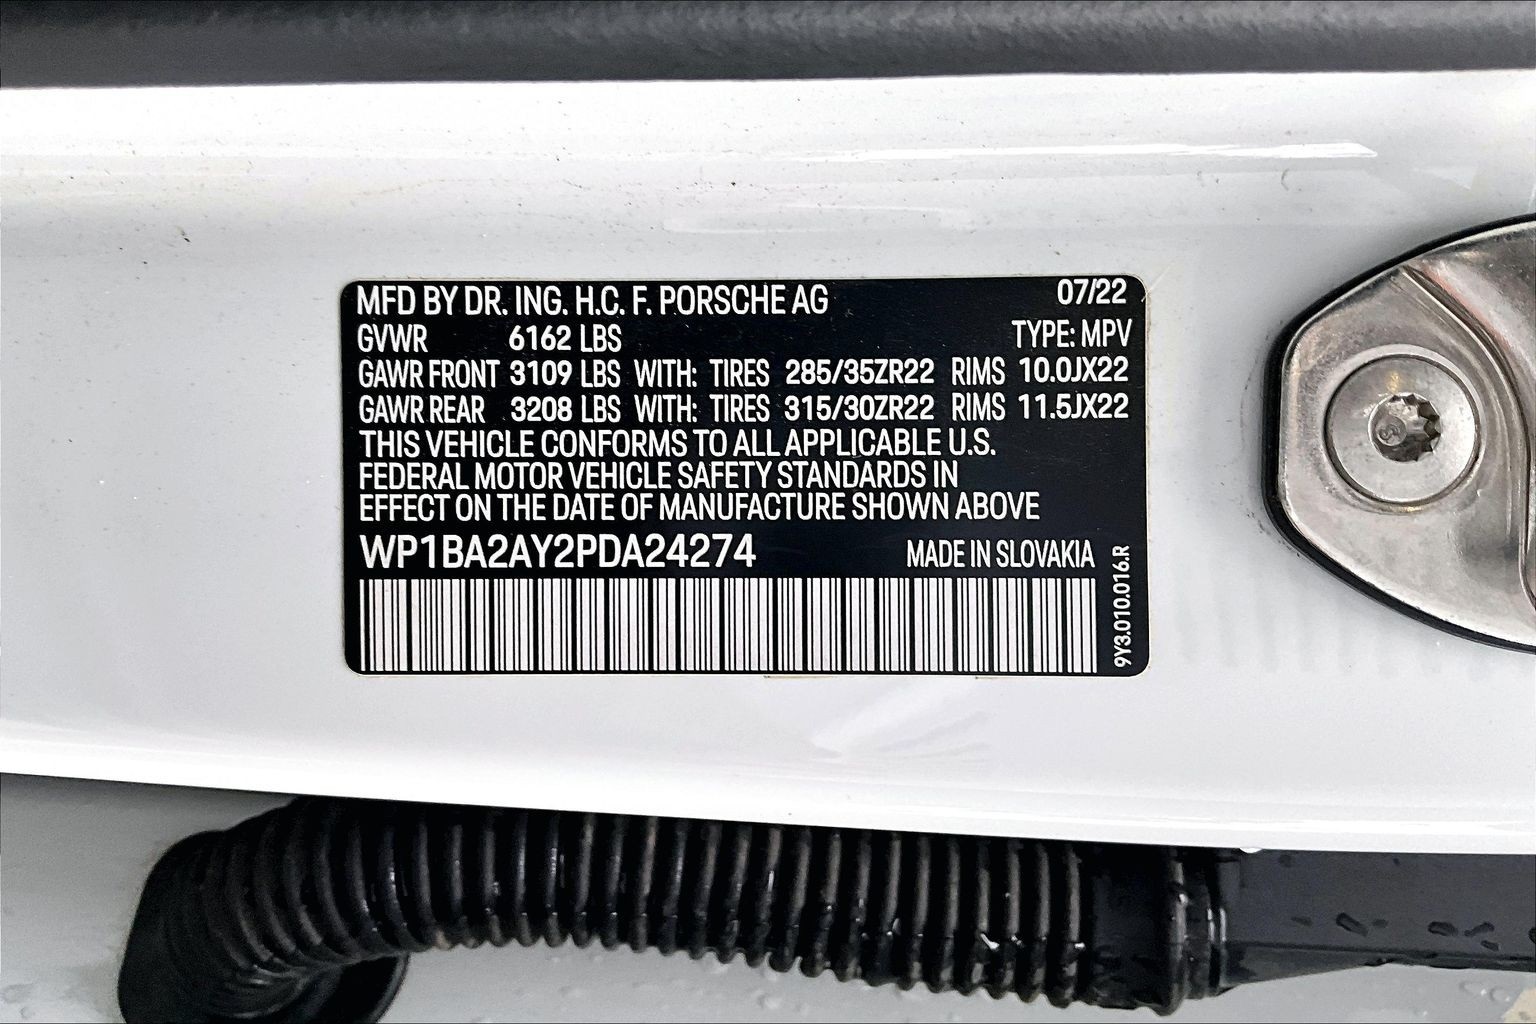 MFD BY DR. ING. H.C. F. PORSCHE AG 07/22
GVWR 6162 LBS TYPE: MPV
GAWR FRONT 3109 LBS WITH: TIRES 285/35ZR22 RIMS 10.0JX22
GAWR REAR 3208 LBS WITH: TIRES 315/30ZR22 RIMS 11.5JX22
THIS VEHICLE CONFORMS TO ALL APPLICABLE U.S.
FEDERAL MOTOR VEHICLE SAFETY STANDARDS IN
EFFECT ON THE DATE OF MANUFACTURE SHOWN ABOVE
WP1BA2AY2PDA24274 MADE IN SLOVAKIA
9Y3.010.016.R